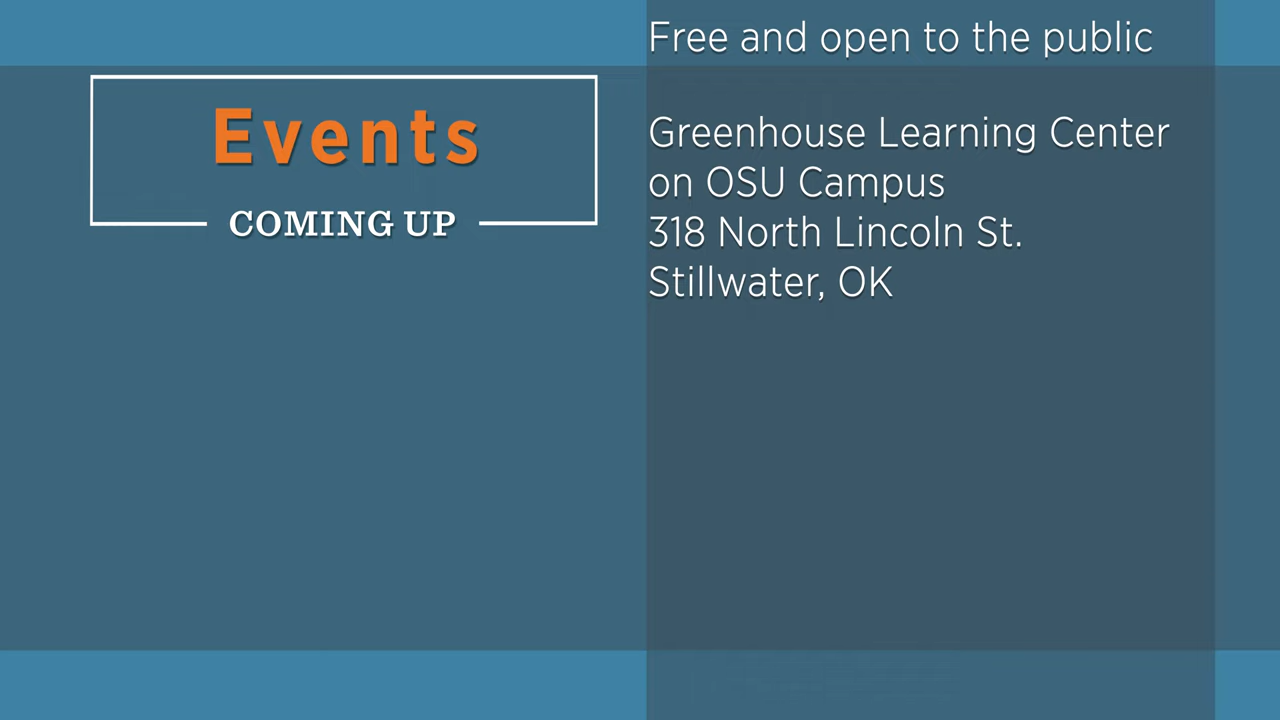 Events
COMING UP
Free and open to the public
Greenhouse Learning Center
on OSU Campus
318 North Lincoln St.
Stillwater, OK